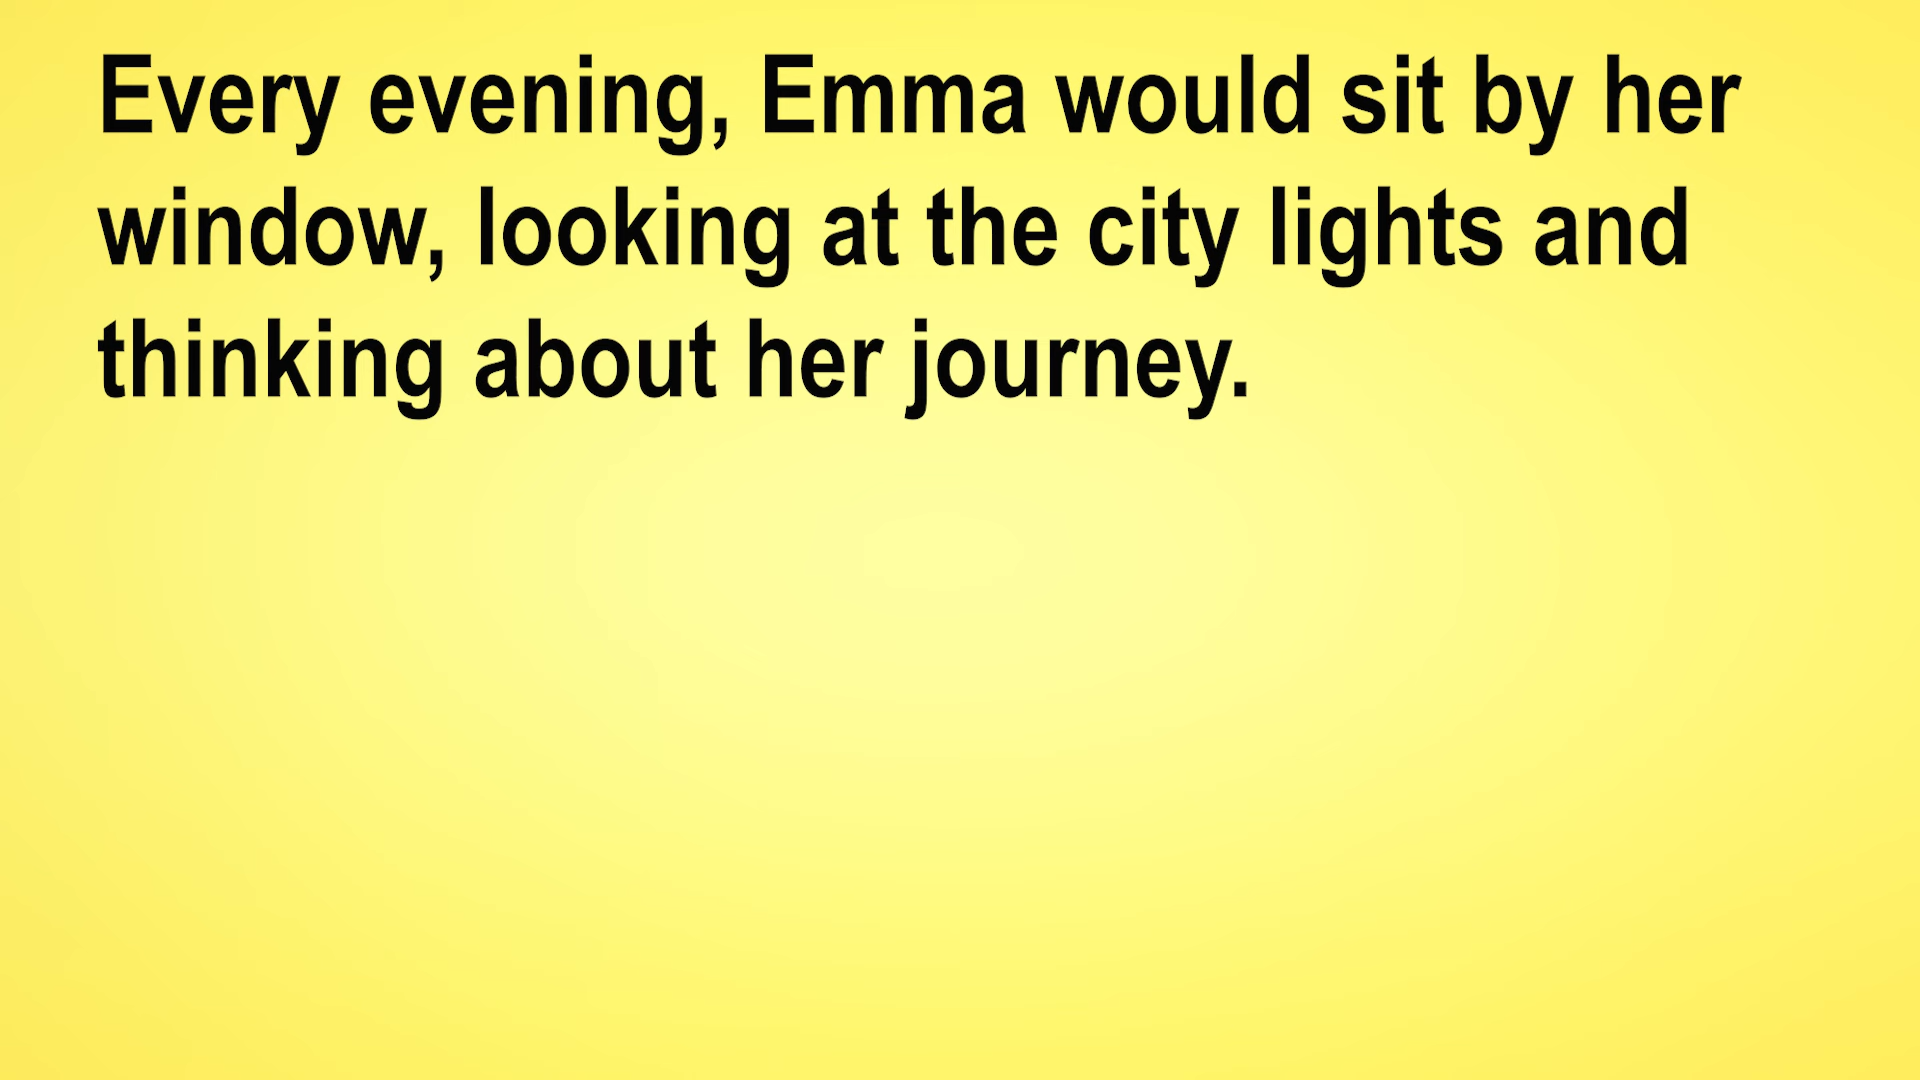 Every evening, Emma would sit by her
window, looking at the city lights and
thinking about her journey.